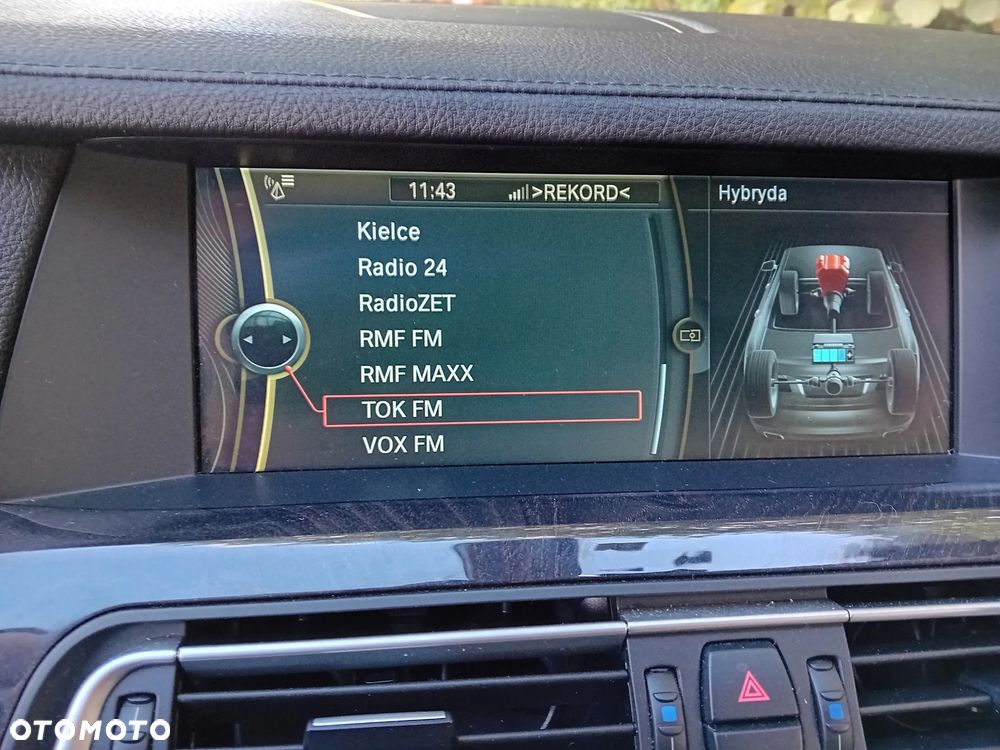 11:43 >REKORD<
Hybryda
Kielce
Radio 24
RadioZET
RMF FM
RMF MAXX
TOK FM
VOX FM
OTOMOTO